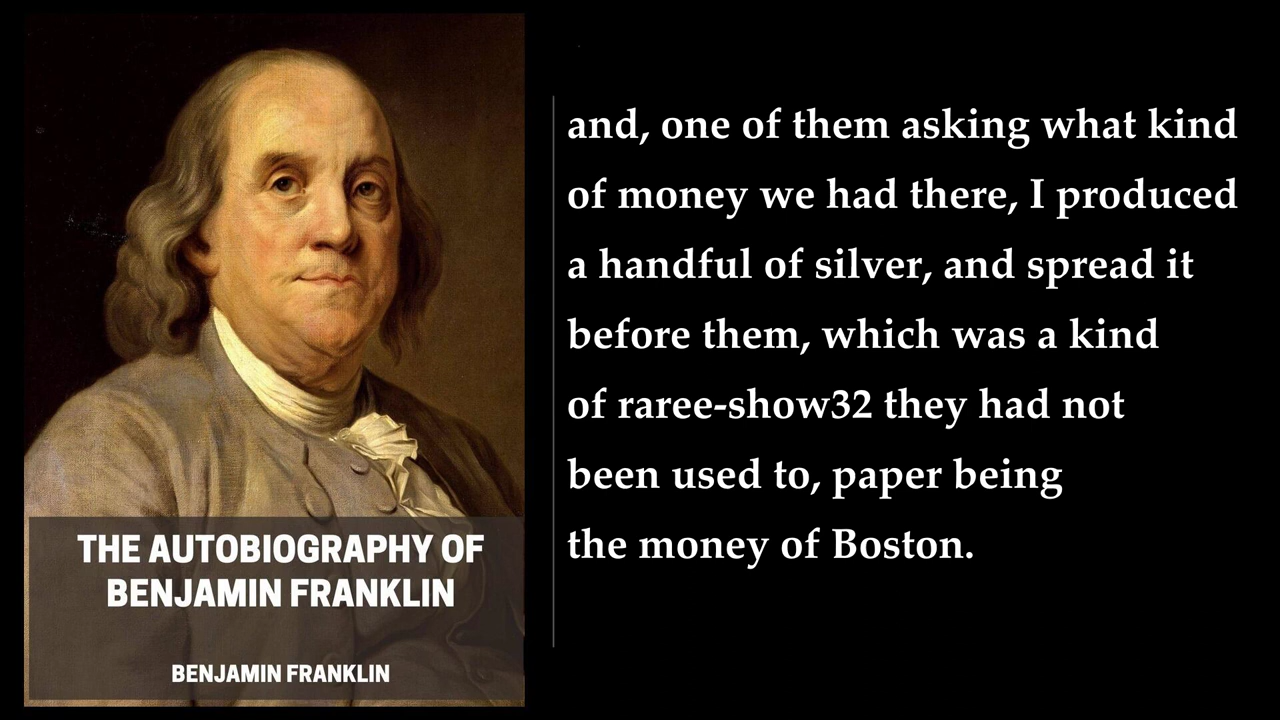 THE AUTOBIOGRAPHY OF
BENJAMIN FRANKLIN
BENJAMIN FRANKLIN
and, one of them asking what kind
of money we had there, I produced
a handful of silver, and spread it
before them, which was a kind
of raree-show32 they had not
been used to, paper being
the money of Boston.